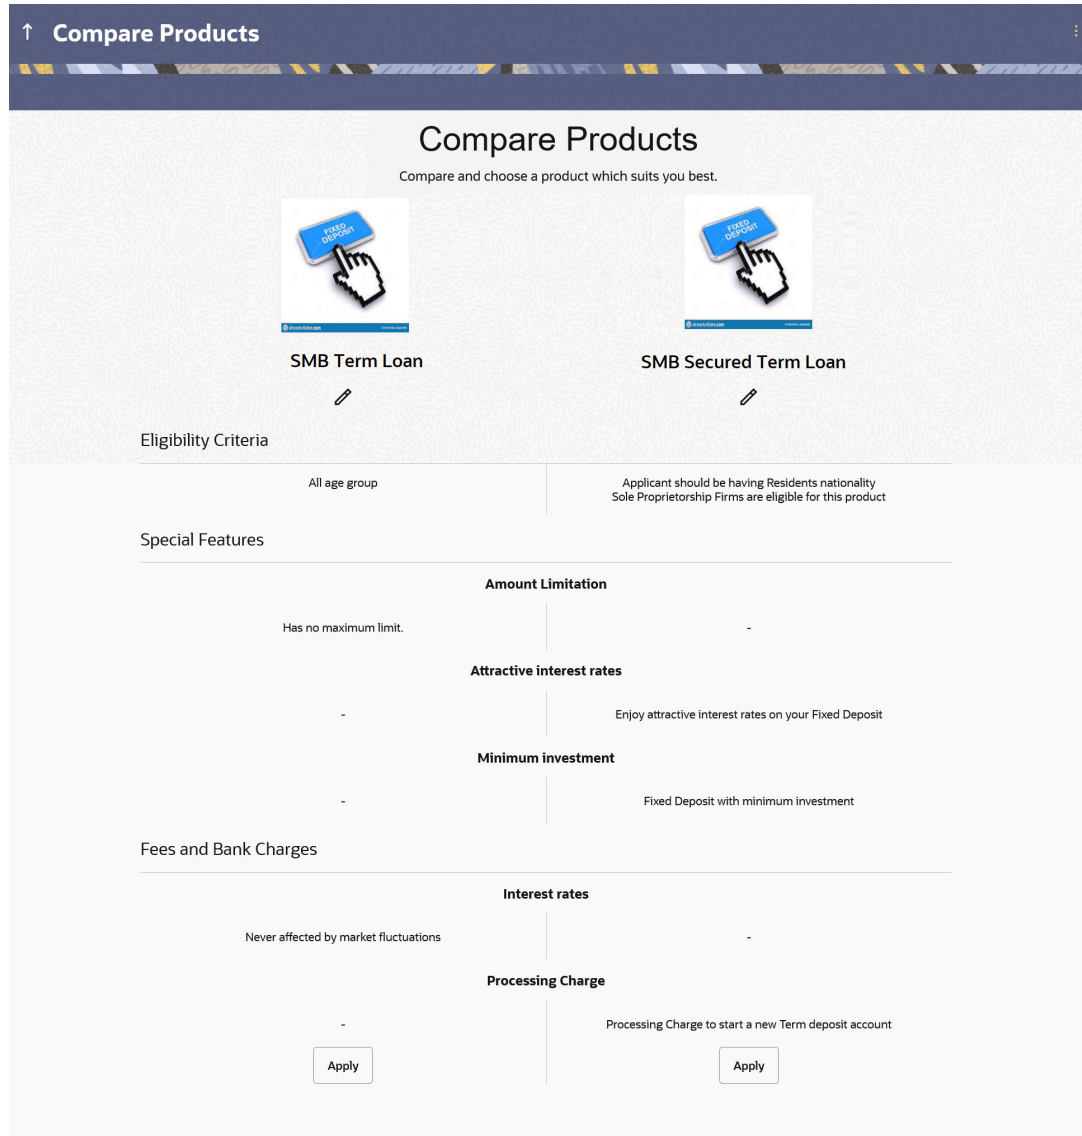 Compare Products
Compare Products
Compare and choose a product which suits you best.
FIXED
DEPOSIT
FIXED
DEPOSIT
dreamstime.com
dreamstime.com
SMB Term Loan
SMB Secured Term Loan
Eligibility Criteria
All age group
Applicant should be having Residents nationality
Sole Proprietorship Firms are eligible for this product
Special Features
Amount Limitation
Has no maximum limit.
-
Attractive interest rates
-
Enjoy attractive interest rates on your Fixed Deposit
Minimum investment
-
Fixed Deposit with minimum investment
Fees and Bank Charges
Interest rates
Never affected by market fluctuations
-
Processing Charge
-
Processing Charge to start a new Term deposit account
Apply
Apply